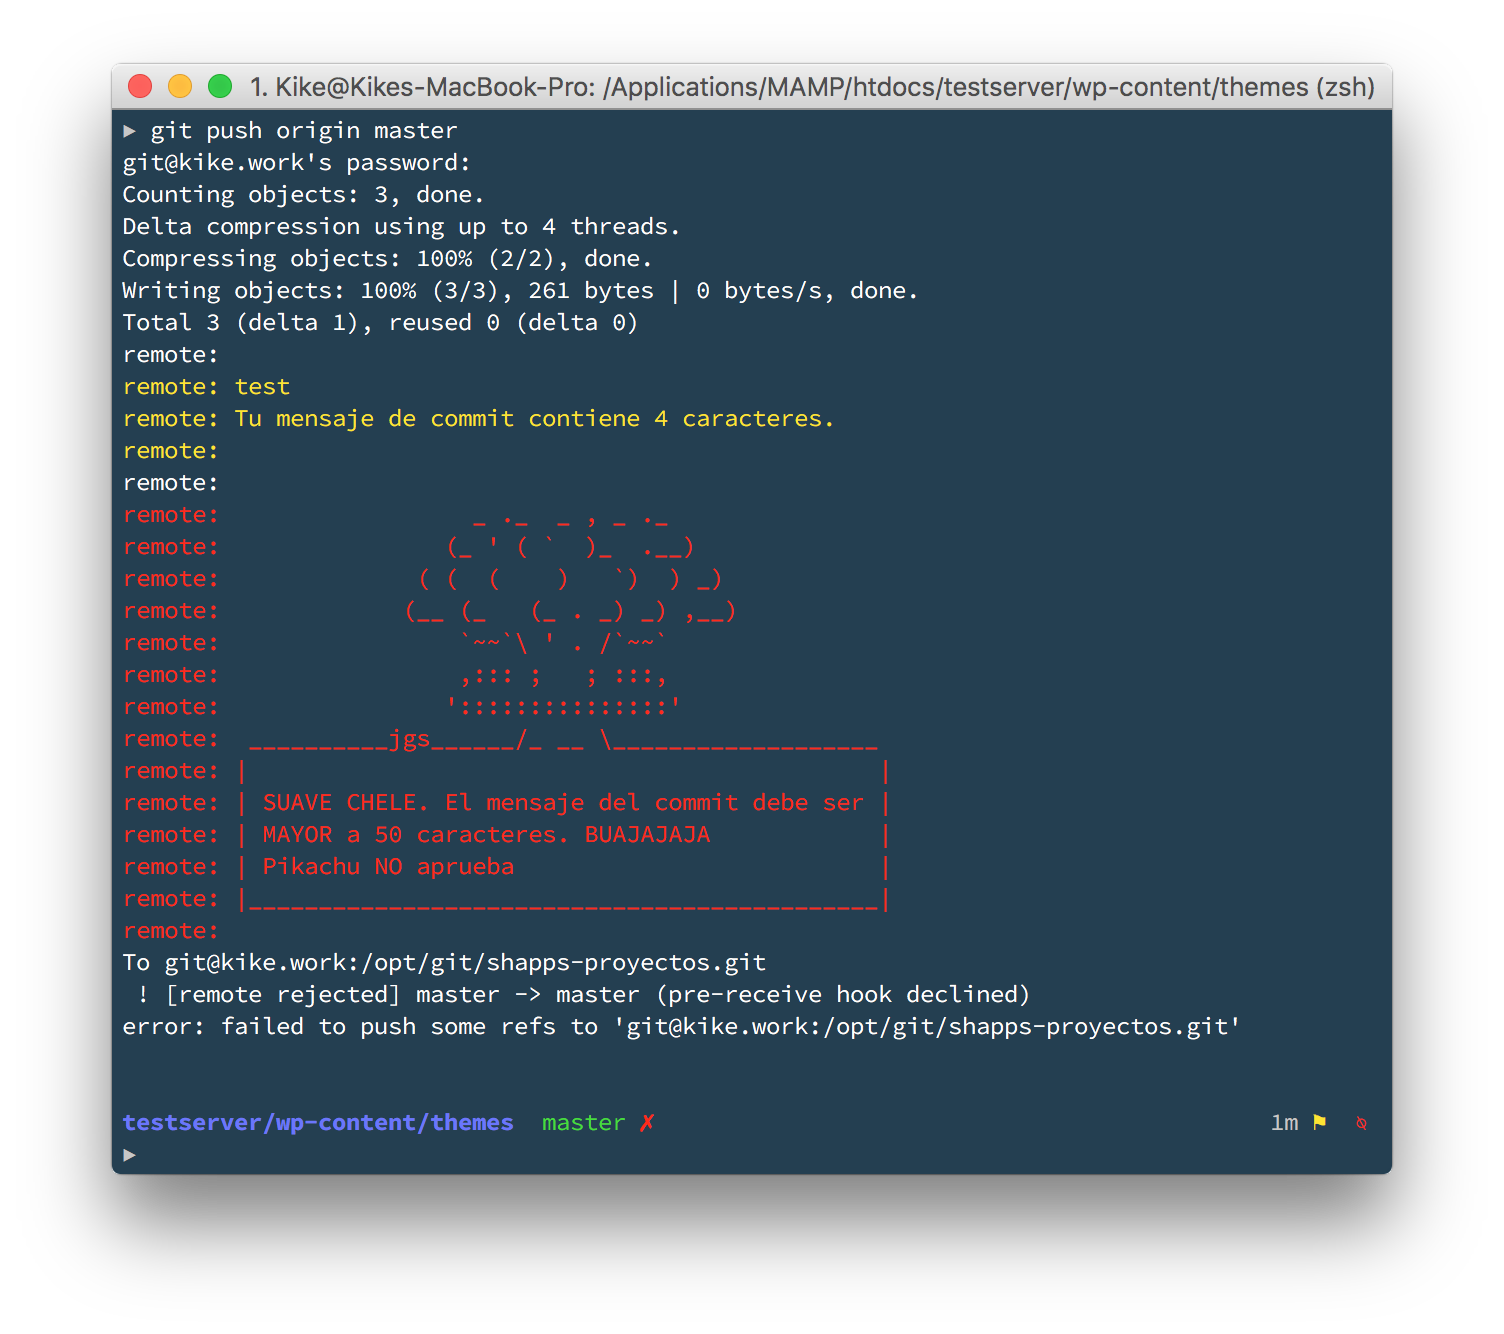 1. Kike@Kikes-MacBook-Pro: /Applications/MAMP/htdocs/testserver/wp-content/themes (zsh)
▶ git push origin master
git@kike.work's password:
Counting objects: 3, done.
Delta compression using up to 4 threads.
Compressing objects: 100% (2/2), done.
Writing objects: 100% (3/3), 261 bytes | 0 bytes/s, done.
Total 3 (delta 1), reused 0 (delta 0)
remote:
remote: test
remote: Tu mensaje de commit contiene 4 caracteres.
remote:
remote:
remote:                  _ ._  _ , _ ._
remote:                (_ ' ( `  )_  .__)
remote:              ( (  (    )   `)  ) _)
remote:             (__ (_   (_ . _) _) ,__)
remote:                 `~~`\ ' . /`~~`
remote:                 ,::: ;   ; :::,
remote:                ':::::::::::::::'
remote:  __________jgs______/_ __ \___________________
remote: |                                             |
remote: | SUAVE CHELE. El mensaje del commit debe ser |
remote: | MAYOR a 50 caracteres. BUAJAJAJA            |
remote: | Pikachu NO aprueba                          |
remote: |_____________________________________________|
remote:
To git@kike.work:/opt/git/shapps-proyectos.git
 ! [remote rejected] master -> master (pre-receive hook declined)
error: failed to push some refs to 'git@kike.work:/opt/git/shapps-proyectos.git'
testserver/wp-content/themes  master ✗ 1m ⚑
▶